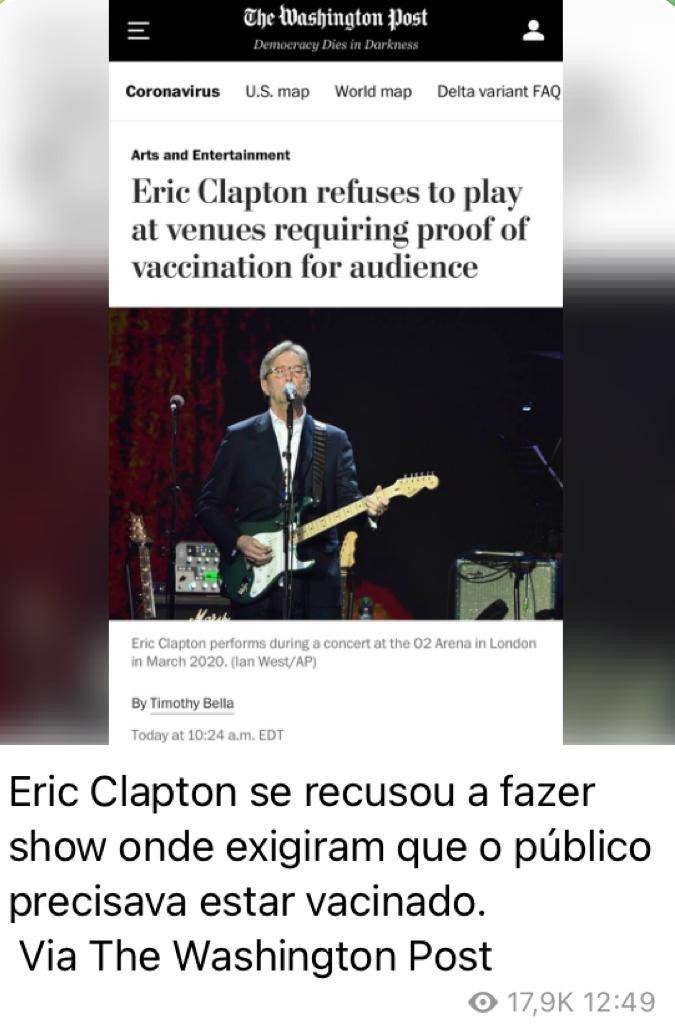 The Washington Post
Democracy Dies in Darkness
Coronavirus U.S. map World map Delta variant FAQ
Arts and Entertainment
Eric Clapton refuses to play
at venues requiring proof of
vaccination for audience
Marsh
Eric Clapton performs during a concert at the O2 Arena in London
in March 2020. (Ian West/AP)
By Timothy Bella
Today at 10:24 a.m. EDT
Eric Clapton se recusou a fazer
show onde exigiram que o público
precisava estar vacinado.
Via The Washington Post
17,9K 12:49